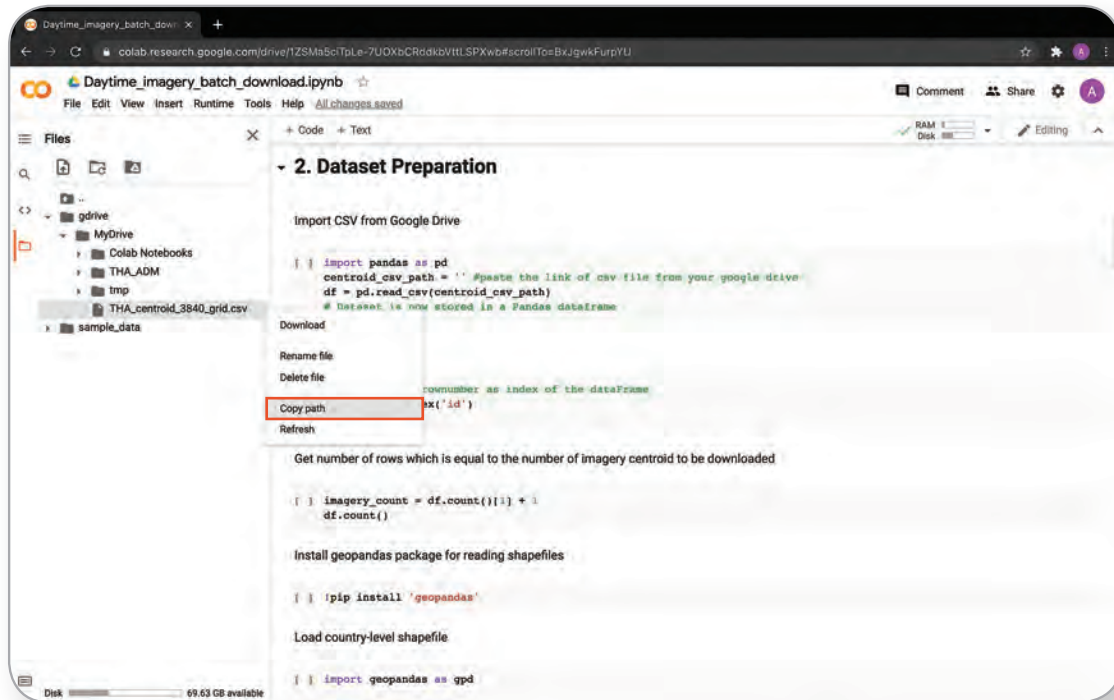 Daytime_imagery_batch_down
colab.research.google.com/drive/1ZSMa5ciTpLe-7UOXbCRddkbVttLSPXwb#scrollTo=BxJgwkFurpYU
A
CO
Daytime_imagery_batch_download.ipynb
File Edit View Insert Runtime Tools Help All changes saved
Comment Share A
Files
+ Code + Text
RAM
Disk
Editing
..
gdrive
MyDrive
Colab Notebooks
THA_ADM
tmp
THA_centroid_3840_grid.csv
sample_data
Download
Rename file
Delete file
Copy path
Refresh
2. Dataset Preparation
Import CSV from Google Drive
[ ] import pandas as pd
centroid_csv_path = '' #paste the link of csv file from your google drive
df = pd.read_csv(centroid_csv_path)
# Dataset is now stored in a Pandas dataframe
rownumber as index of the dataFrame
ex('id')
Get number of rows which is equal to the number of imagery centroid to be downloaded
[ ] imagery_count = df.count()[1] + 1
df.count()
Install geopandas package for reading shapefiles
[ ] !pip install 'geopandas'
Load country-level shapefile
[ ] import geopandas as gpd
Disk 69.63 GB available